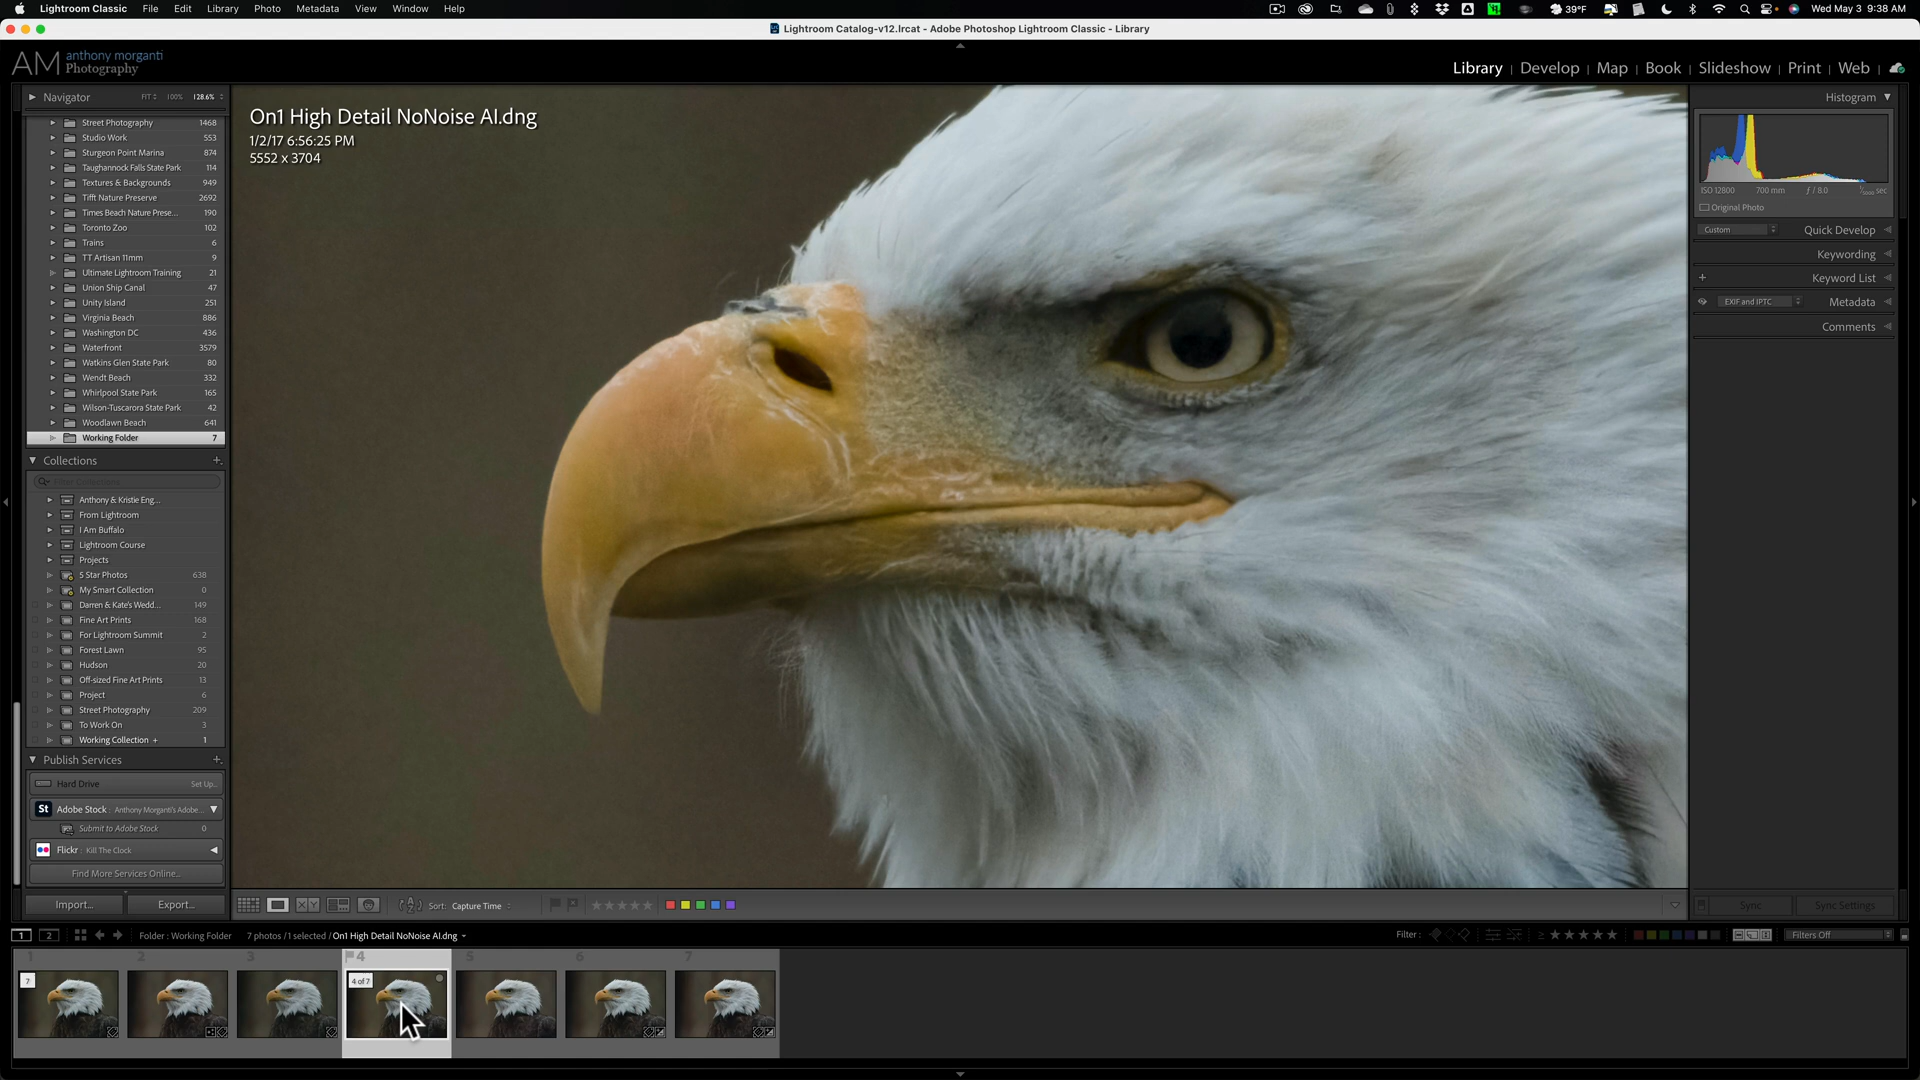 Lightroom Classic File Edit Library Photo Metadata View Window Help 39°F Wed May 3 9:38 AM
Lightroom Catalog-v12.lrcat - Adobe Photoshop Lightroom Classic - Library
AM anthony morganti Photography
Library | Develop | Map | Book | Slideshow | Print | Web
Navigator FIT 100% 128.6%
Street Photography 1468
Studio Work 553
Sturgeon Point Marina 874
Taughannock Falls State Park 114
Textures & Backgrounds 949
Tifft Nature Preserve 2692
Times Beach Nature Prese... 190
Toronto Zoo 102
Trains 6
TT Artisan 11mm 9
Ultimate Lightroom Training 21
Union Ship Canal 47
Unity Island 251
Virginia Beach 886
Washington DC 436
Waterfront 3579
Watkins Glen State Park 80
Wendt Beach 332
Whirlpool State Park 165
Wilson-Tuscarora State Park 42
Woodlawn Beach 641
Working Folder 7
Collections +
Filter Collections
Anthony & Kristie Eng...
From Lightroom
I Am Buffalo
Lightroom Course
Projects
5 Star Photos 638
My Smart Collection 0
Darren & Kate's Wedd... 149
Fine Art Prints 168
For Lightroom Summit 2
Forest Lawn 95
Hudson 20
Off-sized Fine Art Prints 13
Project 6
Street Photography 209
To Work On 3
Working Collection + 1
Publish Services +
Hard Drive Set Up...
St Adobe Stock : Anthony Morganti's Adobe...
Submit to Adobe Stock 0
Flickr : Kill The Clock
Find More Services Online...
Import... Export...
On1 High Detail NoNoise AI.dng
1/2/17 6:56:25 PM
5552 x 3704
Histogram
ISO 12800 700 mm ƒ / 8.0 sec
Original Photo
Custom Quick Develop
Keywording
+ Keyword List
EXIF and IPTC Metadata
Comments
XY Sort: Capture Time
Sync Sync Settings
1 2 Folder : Working Folder 7 photos / 1 selected / On1 High Detail NoNoise AI.dng
Filter : Filters Off
1 2 3 4 5 6 7
7 4 of 7